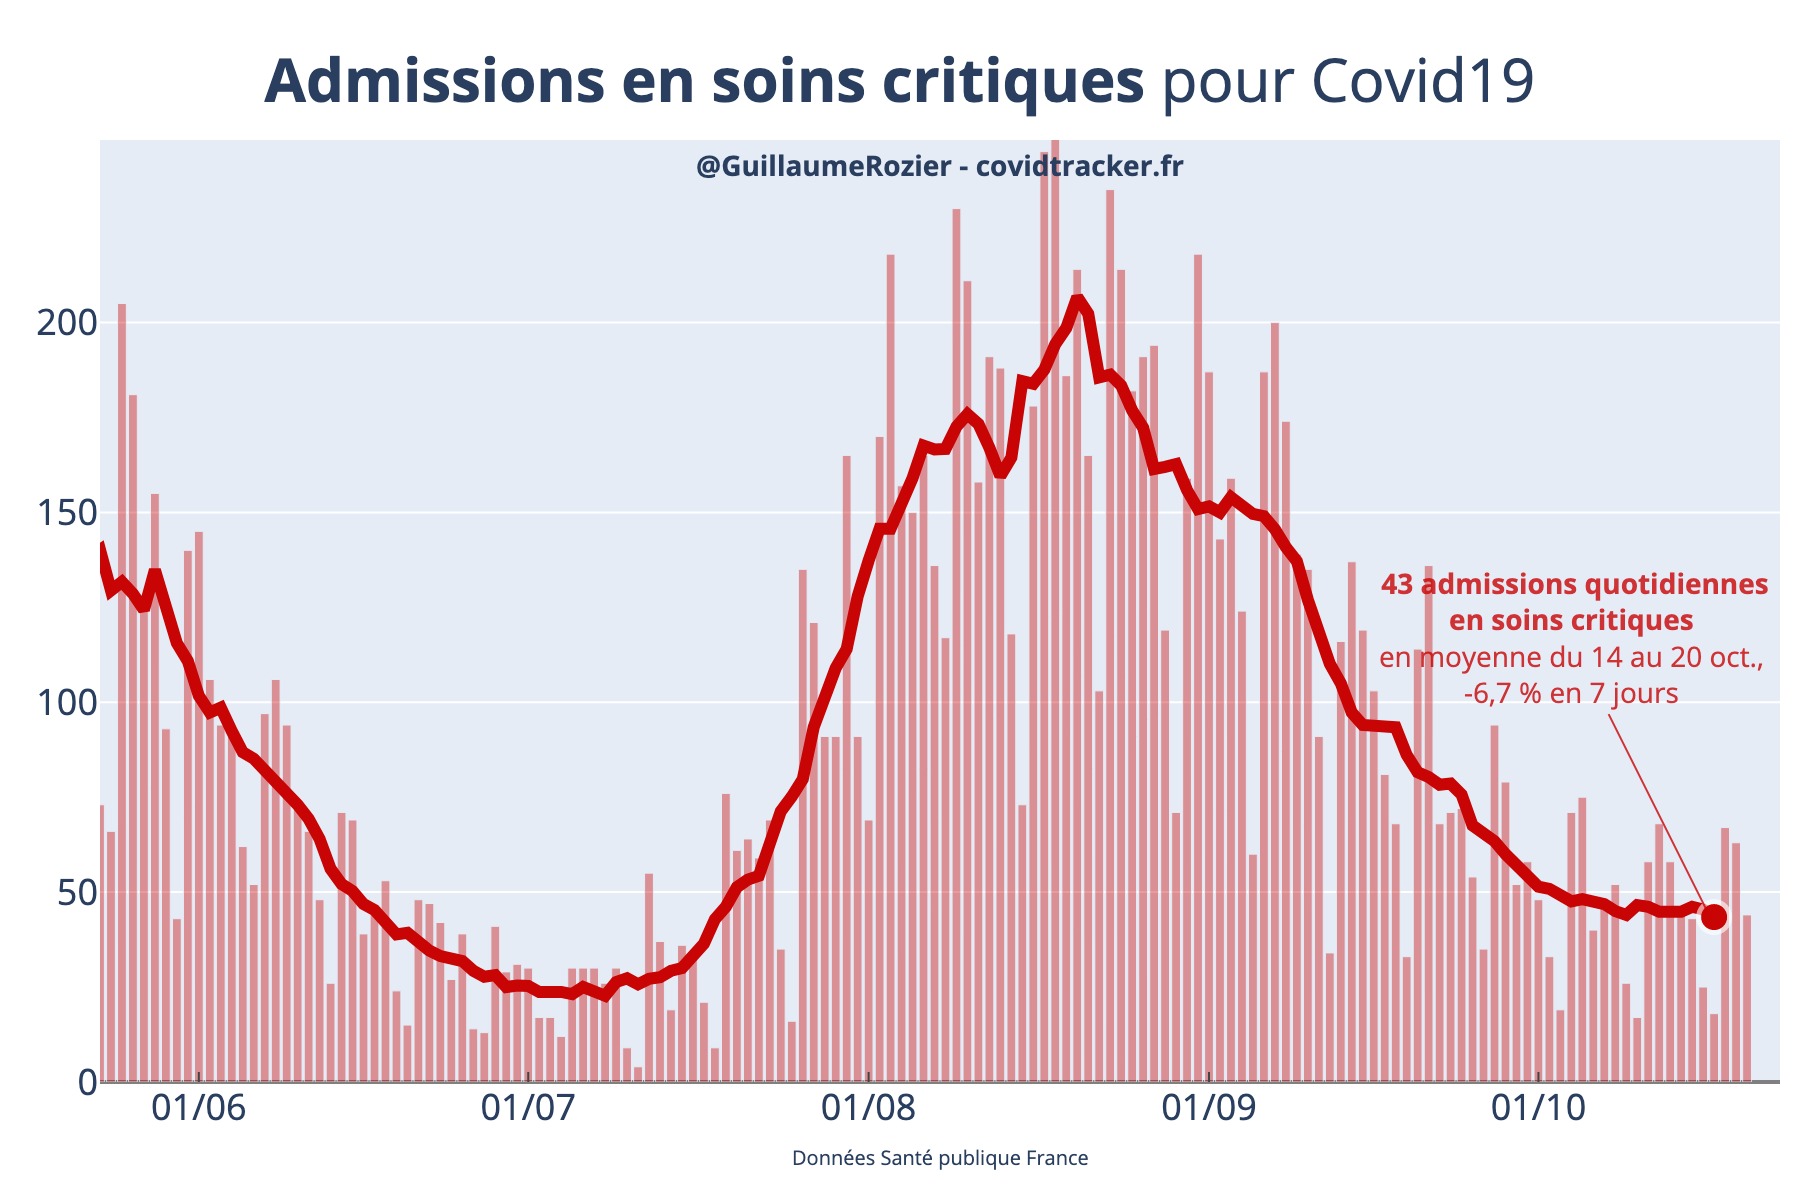 Admissions en soins critiques pour Covid19
@GuillaumeRozier - covidtracker.fr
200
150
43 admissions quotidiennes
en soins critiques
en moyenne du 14 au 20 oct.,
-6,7 % en 7 jours
100
50
0
01/06 01/07 01/08 01/09 01/10
Données Santé publique France